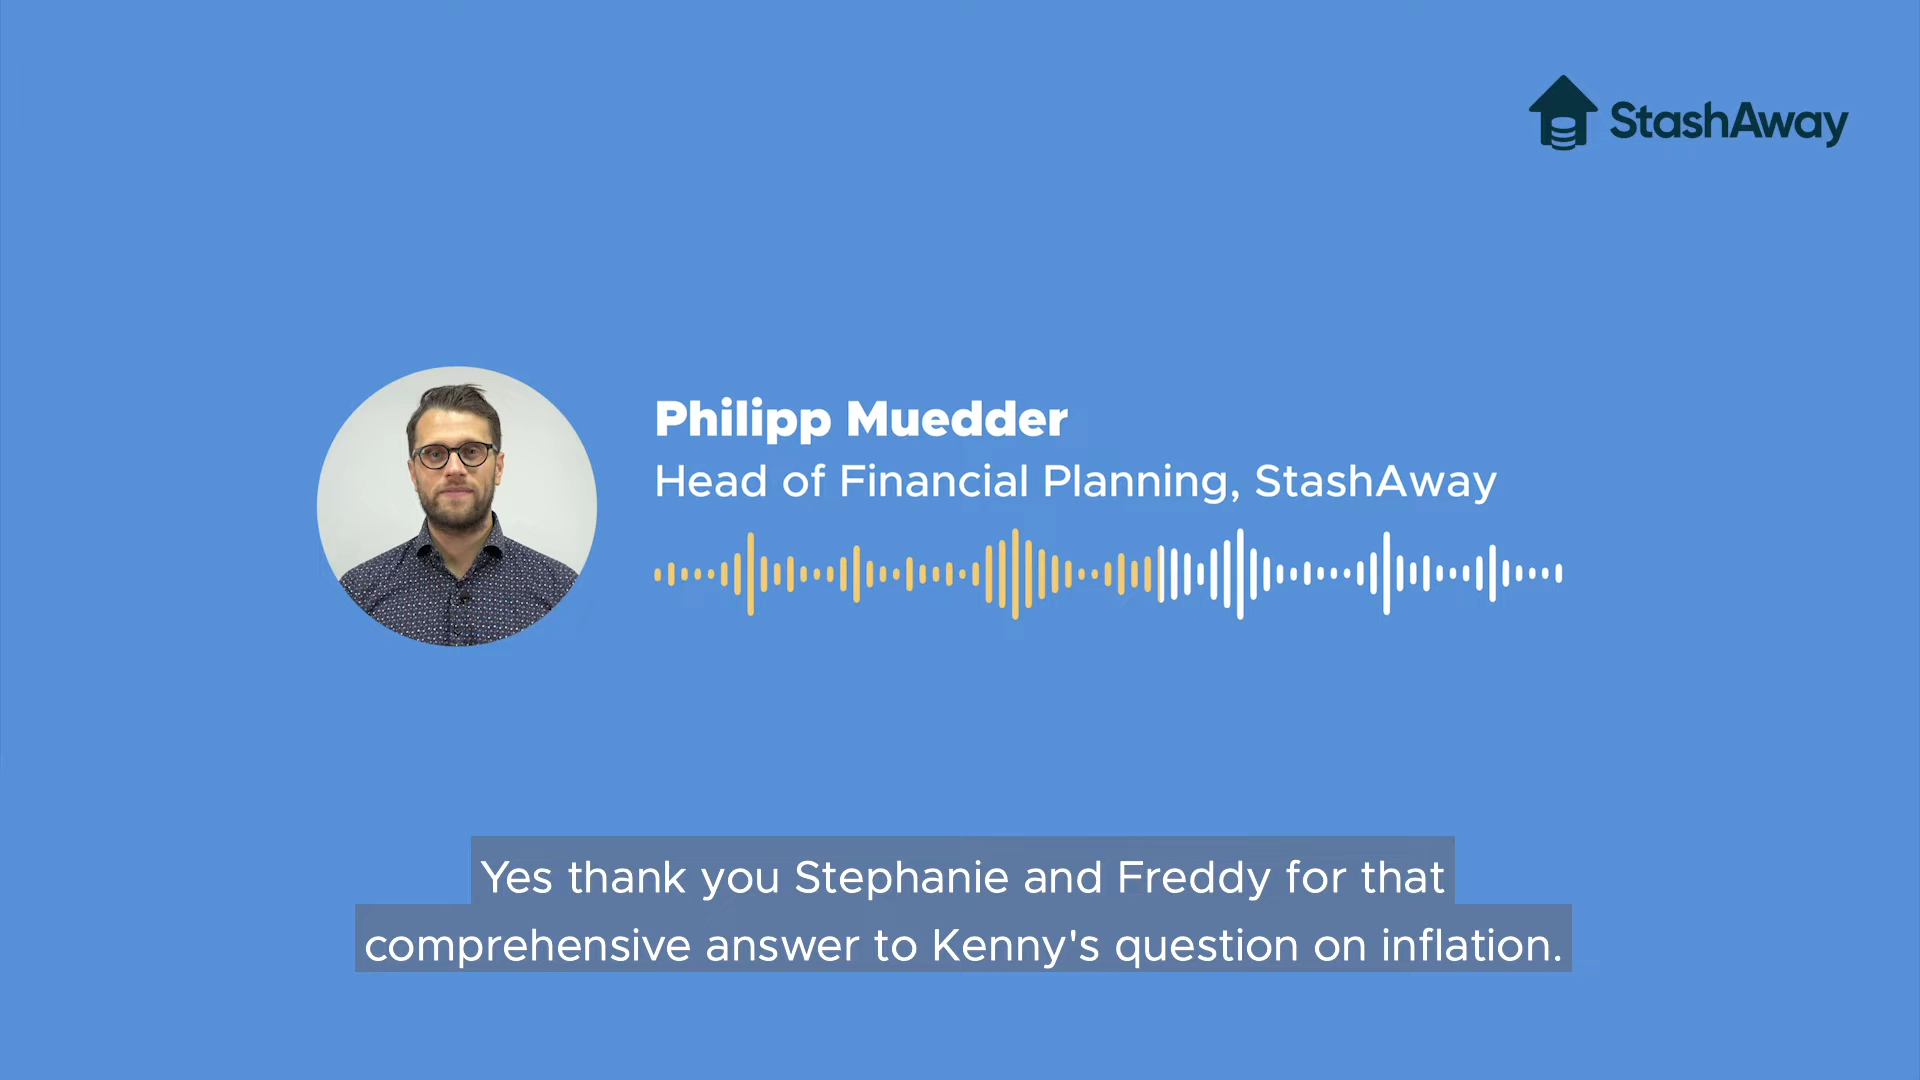 StashAway
Philipp Muedder
Head of Financial Planning, StashAway
Yes thank you Stephanie and Freddy for that
comprehensive answer to Kenny's question on inflation.